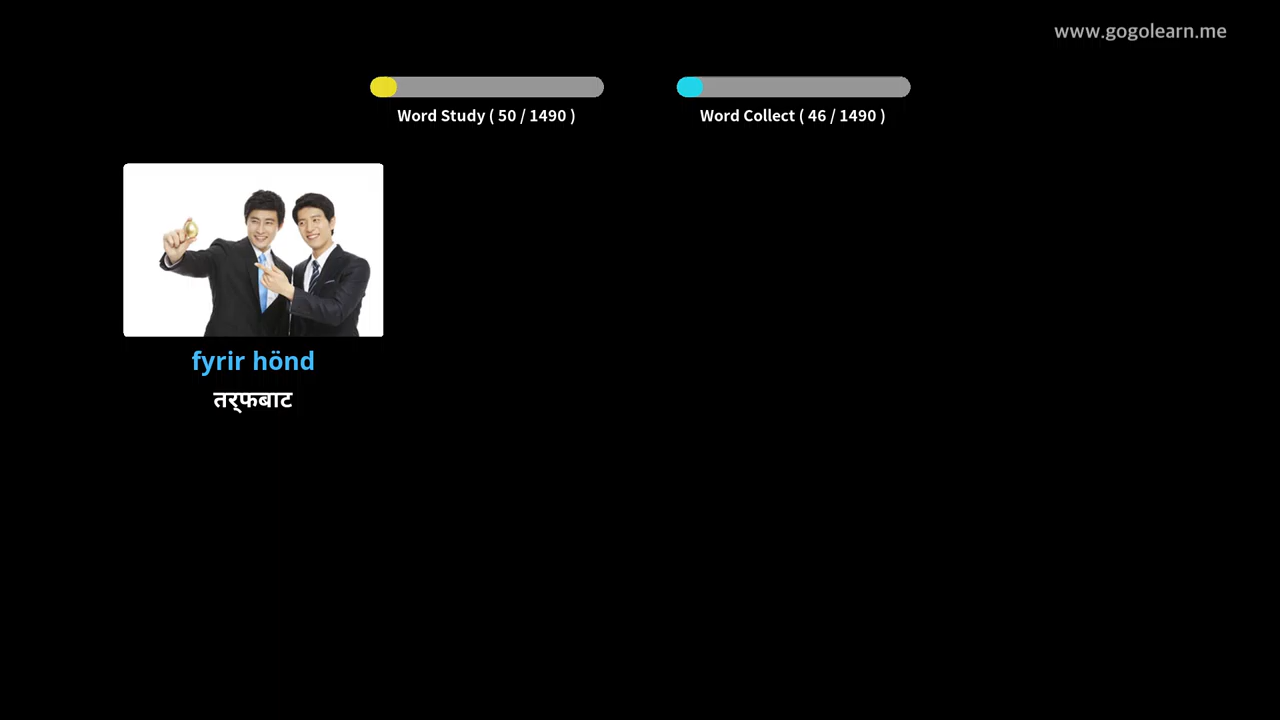 www.gogolearn.me
Word Study ( 50 / 1490 )
Word Collect ( 46 / 1490 )
fyrir hönd
तर्फबाट